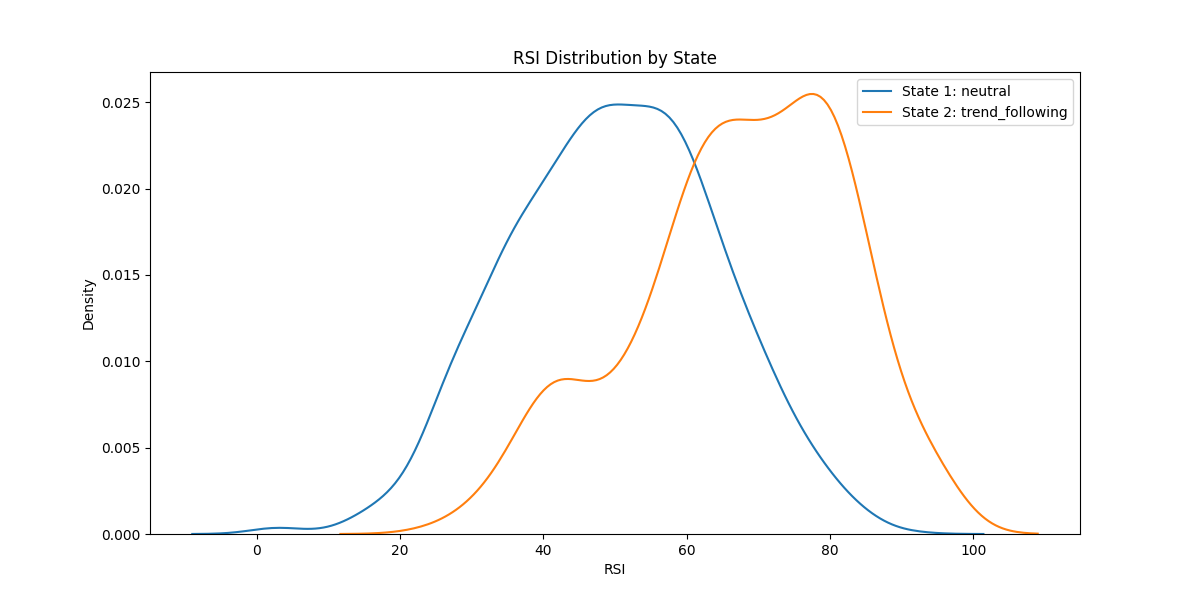 RSI Distribution by State
State 1: neutral
State 2: trend_following
Density
0.025
0.020
0.015
0.010
0.005
0.000
0
20
40
60
80
100
RSI